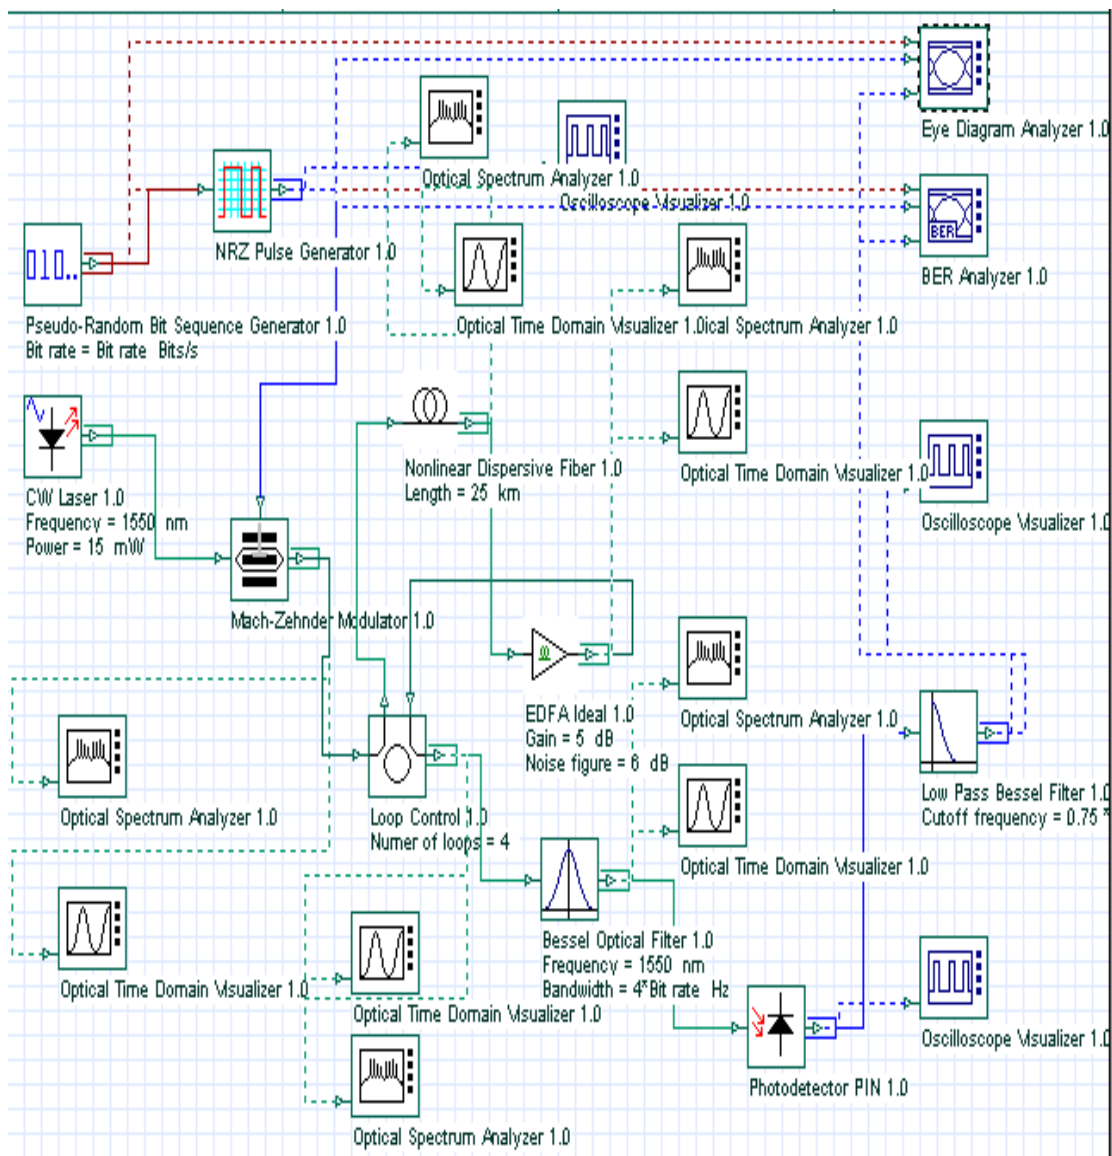 Eye Diagram Analyzer 1.0
Optical Spectrum Analyzer 1.0
Oscilloscope Visualizer 1.0
NRZ Pulse Generator 1.0
BER
BER Analyzer 1.0
010..
Pseudo-Random Bit Sequence Generator 1.0
Bit rate = Bit rate Bits/s
Optical Time Domain Visualizer 1.0
ical Spectrum Analyzer 1.0
Nonlinear Dispersive Fiber 1.0
Length = 25 km
Optical Time Domain Visualizer 1.0
CW Laser 1.0
Frequency = 1550 nm
Power = 15 mW
Oscilloscope Visualizer 1.0
Mach-Zehnder Modulator 1.0
EDFA Ideal 1.0
Gain = 5 dB
Noise figure = 6 dB
Optical Spectrum Analyzer 1.0
Optical Spectrum Analyzer 1.0
Loop Control 1.0
Numer of loops = 4
Low Pass Bessel Filter 1.0
Cutoff frequency = 0.75 *
Optical Time Domain Visualizer 1.0
Bessel Optical Filter 1.0
Frequency = 1550 nm
Bandwidth = 4*Bit rate Hz
Optical Time Domain Visualizer 1.0
Optical Time Domain Visualizer 1.0
Oscilloscope Visualizer 1.0
Photodetector PIN 1.0
Optical Spectrum Analyzer 1.0